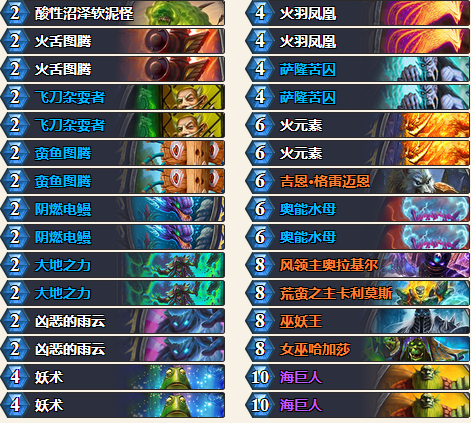 2 酸性沼泽软泥怪
2 火舌图腾
2 火舌图腾
2 飞刀杂耍者
2 飞刀杂耍者
2 蛮鱼图腾
2 蛮鱼图腾
2 阴燃电鳗
2 阴燃电鳗
2 大地之力
2 大地之力
2 凶恶的雨云
2 凶恶的雨云
4 妖术
4 妖术
4 火羽凤凰
4 火羽凤凰
4 萨隆苦囚
4 萨隆苦囚
6 火元素
6 火元素
6 吉恩·格雷迈恩
6 奥能水母
6 奥能水母
8 风领主奥拉基尔
8 荒蛮之主卡利莫斯
8 巫妖王
8 女巫哈加莎
10 海巨人
10 海巨人